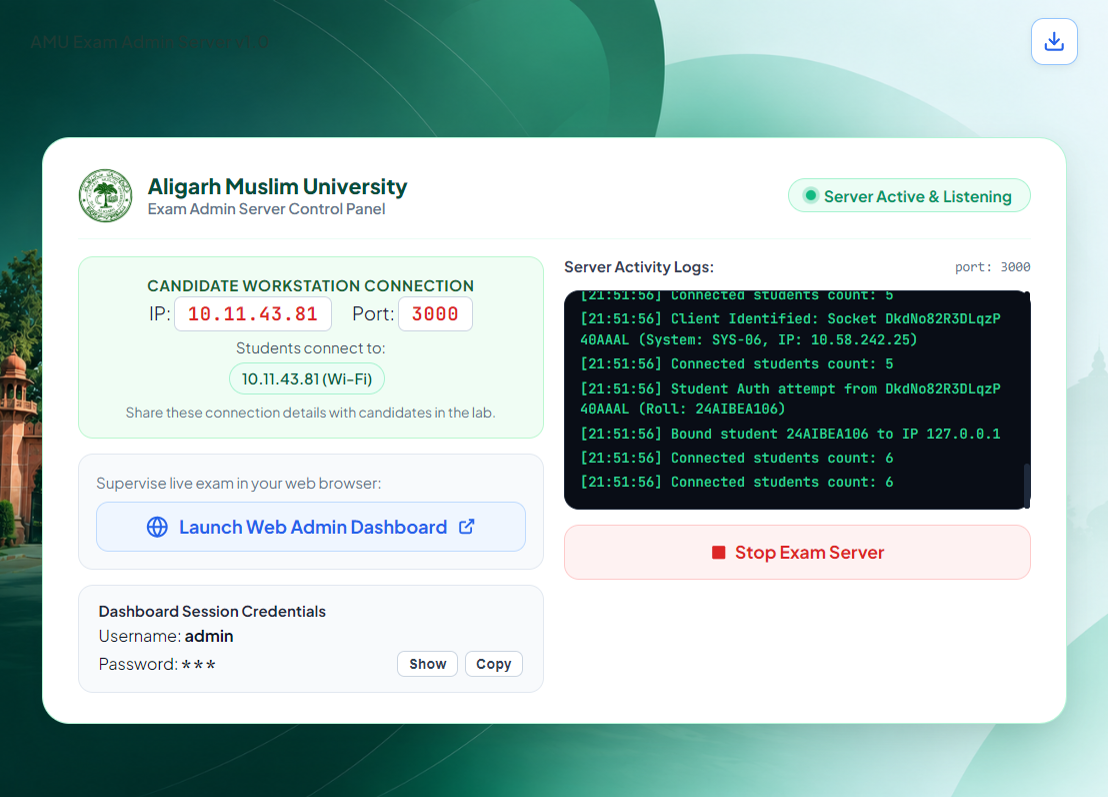 AMU Exam Admin Server
Aligarh Muslim University
Exam Admin Server Control Panel
Server Active & Listening
CANDIDATE WORKSTATION CONNECTION
IP: 10.11.43.81 Port: 3000
Students connect to:
10.11.43.81 (Wi-Fi)
Share these connection details with candidates in the lab.
Supervise live exam in your web browser:
Launch Web Admin Dashboard
Dashboard Session Credentials
Username: admin
Password: ***
Show
Copy
Server Activity Logs:
port: 3000
[21:51:56] Connected students count: 5
[21:51:56] Client Identified: Socket DkdNo82R3DLqzP
40AAAL (System: SYS-06, IP: 10.58.242.25)
[21:51:56] Connected students count: 5
[21:51:56] Student Auth attempt from DkdNo82R3DLqzP
40AAAL (Roll: 24AIBEA106)
[21:51:56] Bound student 24AIBEA106 to IP 127.0.0.1
[21:51:56] Connected students count: 6
[21:51:56] Connected students count: 6
Stop Exam Server